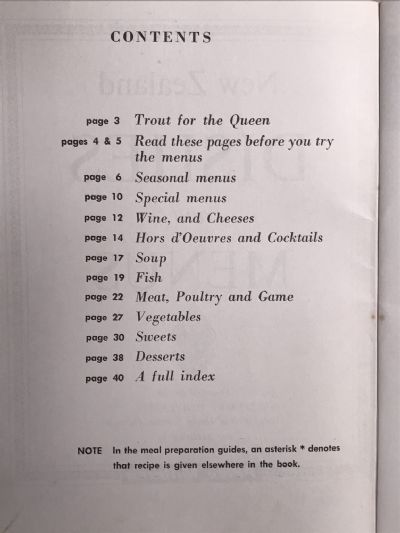 CONTENTS
page 3 Trout for the Queen
pages 4 & 5 Read these pages before you try
the menus
page 6 Seasonal menus
page 10 Special menus
page 12 Wine, and Cheeses
page 14 Hors d'Oeuvres and Cocktails
page 17 Soup
page 19 Fish
page 22 Meat, Poultry and Game
page 27 Vegetables
page 30 Sweets
page 38 Desserts
page 40 A full index
NOTE In the meal preparation guides, an asterisk * denotes
that recipe is given elsewhere in the book.